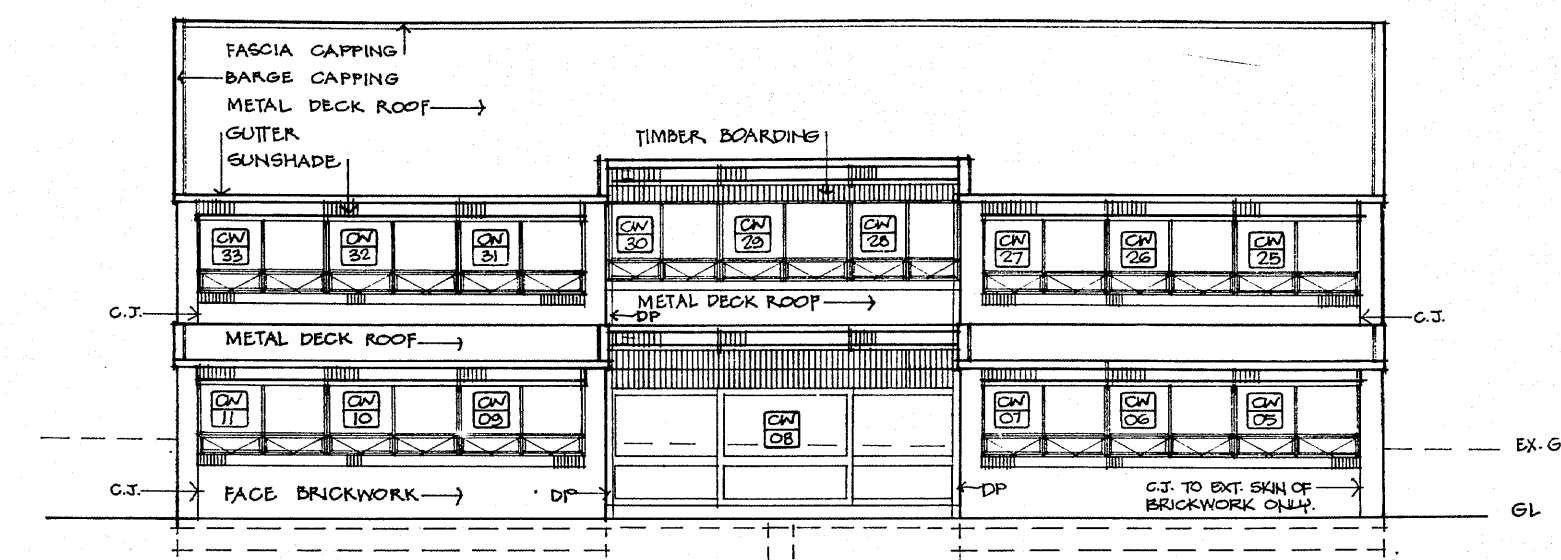 FASCIA CAPPING
BARGE CAPPING
METAL DECK ROOF
GUTTER
SUNSHADE
TIMBER BOARDING
CW
33
CW
32
CW
31
CW
30
CW
29
CW
28
CW
27
CW
26
CW
25
METAL DECK ROOF
C.J.
DP
C.J.
METAL DECK ROOF
CW
11
CW
10
CW
09
CW
08
CW
07
CW
06
CW
05
EX. G
C.J.
FACE BRICKWORK
DP
DP
C.J. TO EXT. SKIN OF
BRICKWORK ONLY.
GL